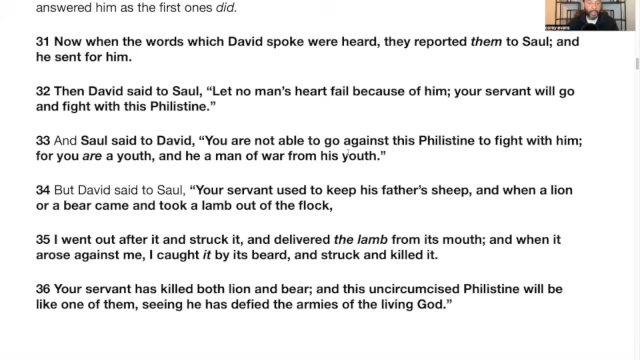 answered him as the first ones did.
31 Now when the words which David spoke were heard, they reported them to Saul; and
he sent for him.
32 Then David said to Saul, “Let no man’s heart fail because of him; your servant will go
and fight with this Philistine.”
33 And Saul said to David, “You are not able to go against this Philistine to fight with him;
for you are a youth, and he a man of war from his youth.”
34 But David said to Saul, “Your servant used to keep his father’s sheep, and when a lion
or a bear came and took a lamb out of the flock,
35 I went out after it and struck it, and delivered the lamb from its mouth; and when it
arose against me, I caught it by its beard, and struck and killed it.
36 Your servant has killed both lion and bear; and this uncircumcised Philistine will be
like one of them, seeing he has defied the armies of the living God.”